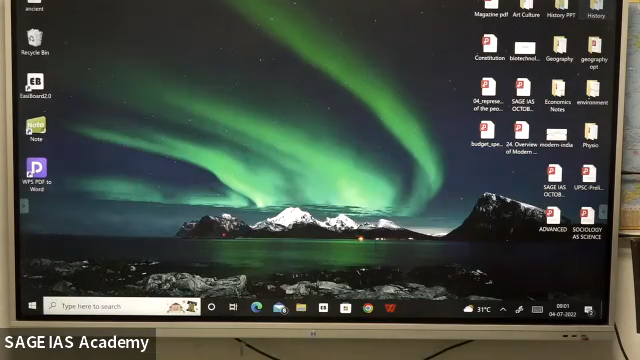 ancient
Magazine pdf
Art Culture
History PPT
History
Recycle Bin
Constitution
biotechnol...
Geography
geography
opt
EB
EasiBoard2.0
04_represe...
of the peo...
SAGE IAS
OCTOB...
Economics
Notes
environment
Note
Note
budget_spe...
24. Overview
of Modern ...
modern-india
Physio
WPS PDF to
Word
SAGE IAS
OCTOB...
UPSC-Preli...
ADVANCED
SOCIOLOGY
AS SCIENCE
Type here to search
EB
31°C
09:01
04-07-2022
SAGE IAS Academy